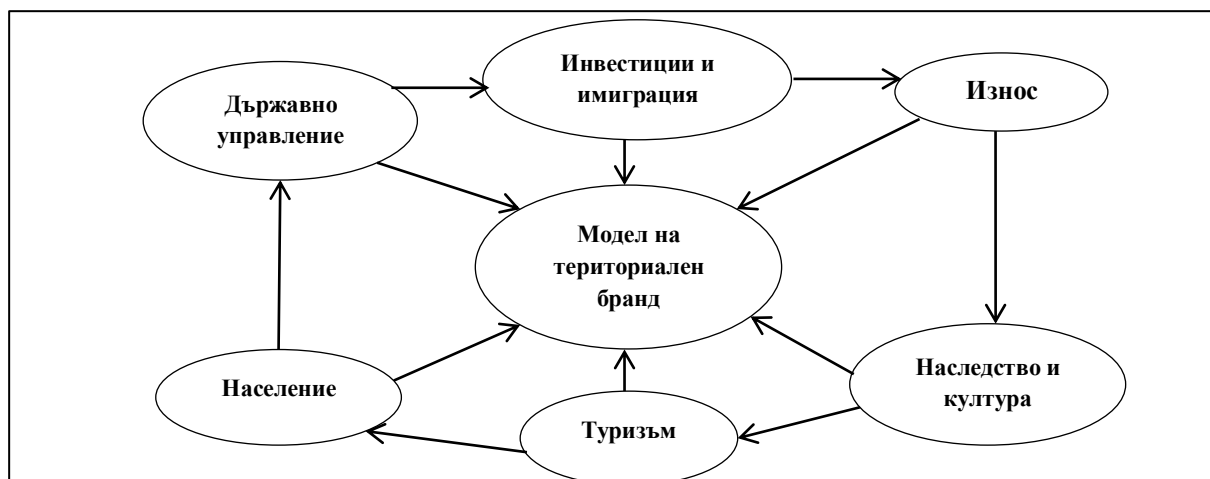 Инвестиции и
имиграция
Износ
Държавно
управление
Модел на
териториален
бранд
Население
Наследство и
култура
Туризъм